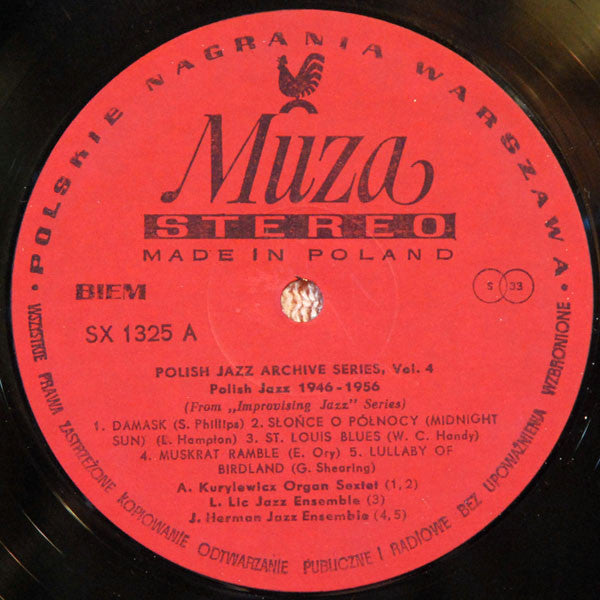 • POLSKIE NAGRANIA WARSZAWA •
Muza
STEREO
MADE IN POLAND
BIEM
S 33
SX 1325 A
POLISH JAZZ ARCHIVE SERIES, Vol. 4
Polish Jazz 1946-1956
(From „Improvising Jazz" Series)
1. DAMASK (S. Phillips) 2. SŁOŃCE O PÓŁNOCY (MIDNIGHT
SUN) (L. Hampton) 3. ST. LOUIS BLUES (W. C. Handy)
4. MUSKRAT RAMBLE (E. Ory) 5. LULLABY OF
BIRDLAND (G. Shearing)
A. Kurylewicz Organ Sextet (1, 2)
L. Lic Jazz Ensemble (3)
J. Herman Jazz Ensemble (4, 5)
WSZYSTKIE PRAWA ZASTRZEŻONE KOPIOWANIE ODTWARZANIE PUBLICZNE I RADIOWE BEZ UPOWAŻNIENIA WZBRONIONE